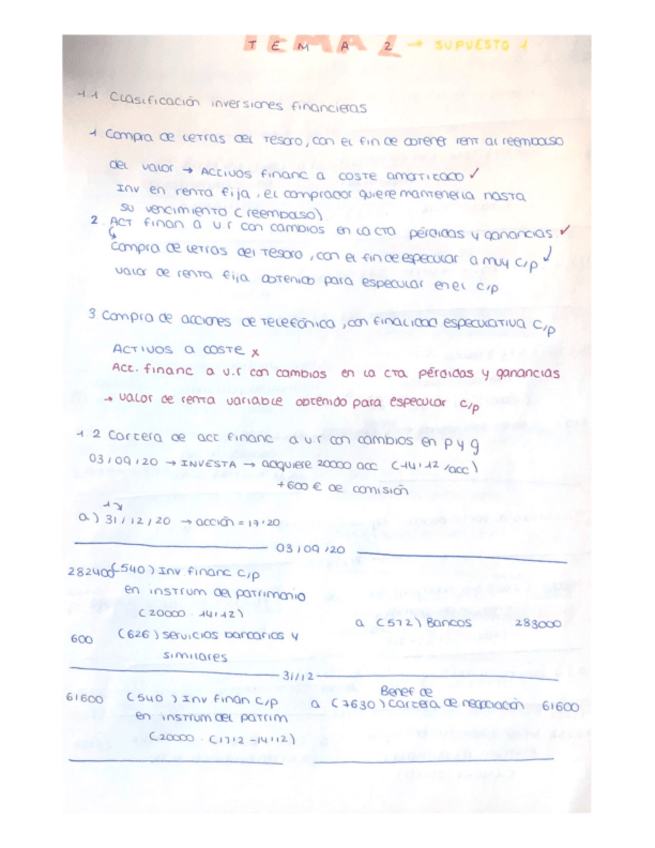 TEMA 2 → SUPUESTO 1
1.1 Clasificación inversiones financieras
1 Compra de letras del tesoro, con el fin de obtener rent al reembolso
del valor → Activos financ a coste amortizado ✓
Inv en renta fija, el comprador quiere mantenerla hasta
su vencimiento (reembolso)
2. Act finan a v r con cambios en la cta pérdidas y ganancias ✓
Compra de letras del tesoro, con el fin de especular a muy c/p
valor de renta fija obtenido para especular en el c/p
3 Compra de acciones de telefónica, con finalidad especulativa c/p
ACTIVOS a coste x
Act. financ a v.r con cambios en la cta pérdidas y ganancias
→ valor de renta variable obtenido para especular c/p
1 2 Cartera de act financ a v r con cambios en p y g
03/09/20 → INVESTA → adquiere 20000 acc (14'12/acc)
+600 € de comisión
a) 31/12/20 → acción = 17'20
03/09/20
282400 (540) Inv financ c/p
en instrum del patrimonio
(20000 · 14'12)
a (572) Bancos 283000
600 (626) servicios bancarios y
similares
31/12
61600 (540) Inv finan c/p a (7630) Benef de cartera de negociación 61600
en instrum del patrim
(20000 · (17'2 - 14'12)